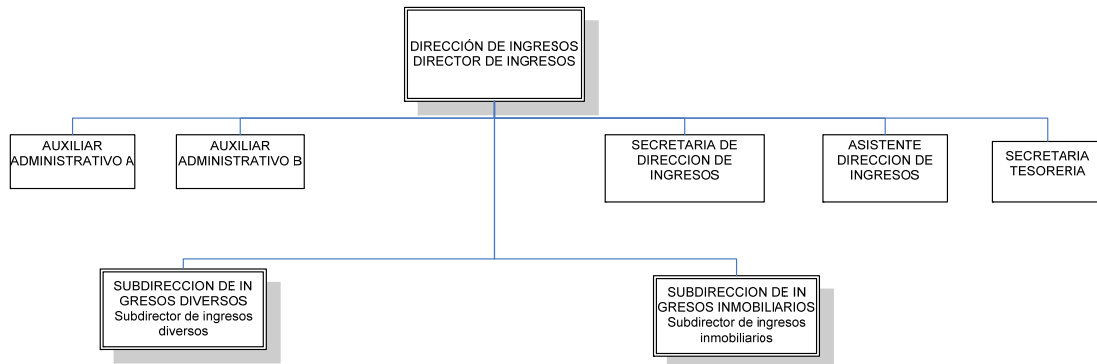 DIRECCIÓN DE INGRESOS
DIRECTOR DE INGRESOS
AUXILIAR
ADMINISTRATIVO A
AUXILIAR
ADMINISTRATIVO B
SECRETARIA DE
DIRECCION DE
INGRESOS
ASISTENTE
DIRECCION DE
INGRESOS
SECRETARIA
TESORERIA
SUBDIRECCION DE IN
GRESOS DIVERSOS
Subdirector de ingresos
diversos
SUBDIRECCION DE IN
GRESOS INMOBILIARIOS
Subdirector de ingresos
inmobiliarios